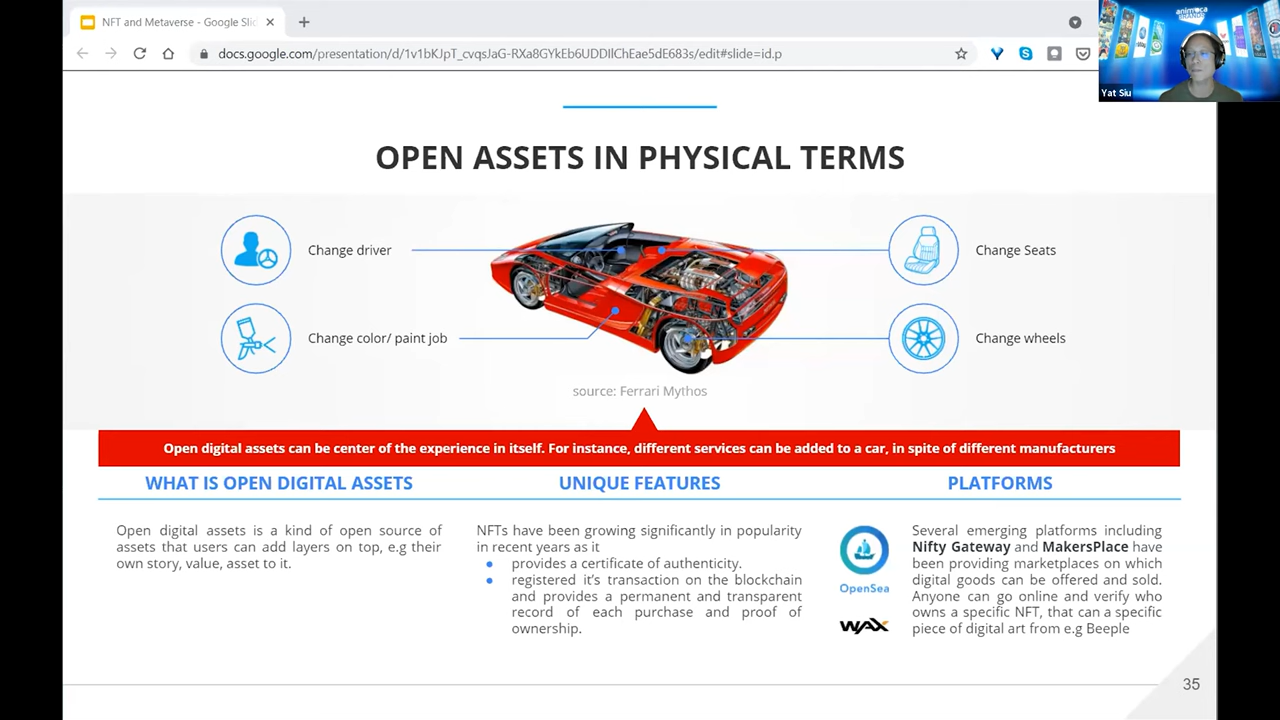 NFT and Metaverse - Google Slid
docs.google.com/presentation/d/1v1bKJpT_cvqsJaG-RXa8GYkEb6UDDIlChEae5dE683s/edit#slide=id.p
animoca
BRANDS
Yat Siu
OPEN ASSETS IN PHYSICAL TERMS
Change driver
Change Seats
Change color/ paint job
Change wheels
source: Ferrari Mythos
Open digital assets can be center of the experience in itself. For instance, different services can be added to a car, in spite of different manufacturers
WHAT IS OPEN DIGITAL ASSETS
Open digital assets is a kind of open source of
assets that users can add layers on top, e.g their
own story, value, asset to it.
UNIQUE FEATURES
NFTs have been growing significantly in popularity
in recent years as it
● provides a certificate of authenticity.
● registered it's transaction on the blockchain
and provides a permanent and transparent
record of each purchase and proof of
ownership.
PLATFORMS
OpenSea
WAX
Several emerging platforms including
Nifty Gateway and MakersPlace have
been providing marketplaces on which
digital goods can be offered and sold.
Anyone can go online and verify who
owns a specific NFT, that can a specific
piece of digital art from e.g Beeple
35